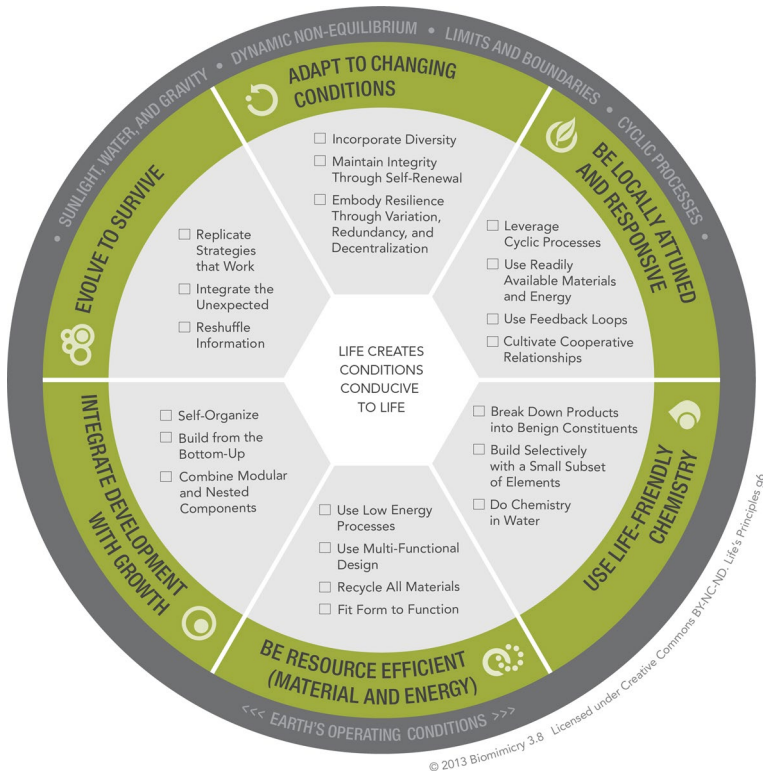 • SUNLIGHT, WATER, AND GRAVITY • DYNAMIC NON-EQUILIBRIUM • LIMITS AND BOUNDARIES • CYCLIC PROCESSES •
ADAPT TO CHANGING
CONDITIONS
Incorporate Diversity
Maintain Integrity
Through Self-Renewal
Embody Resilience
Through Variation,
Redundancy, and
Decentralization
BE LOCALLY ATTUNED
AND RESPONSIVE
Leverage
Cyclic Processes
Use Readily
Available Materials
and Energy
Use Feedback Loops
Cultivate Cooperative
Relationships
USE LIFE-FRIENDLY
CHEMISTRY
Break Down Products
into Benign Constituents
Build Selectively
with a Small Subset
of Elements
Do Chemistry
in Water
BE RESOURCE EFFICIENT
(MATERIAL AND ENERGY)
Use Low Energy
Processes
Use Multi-Functional
Design
Recycle All Materials
Fit Form to Function
INTEGRATE DEVELOPMENT
WITH GROWTH
Self-Organize
Build from the
Bottom-Up
Combine Modular
and Nested
Components
EVOLVE TO SURVIVE
Replicate
Strategies
that Work
Integrate the
Unexpected
Reshuffle
Information
LIFE CREATES
CONDITIONS
CONDUCIVE
TO LIFE
<<< EARTH'S OPERATING CONDITIONS >>>
© 2013 Biomimicry 3.8 Licensed under Creative Commons BY-NC-ND. Life's Principles